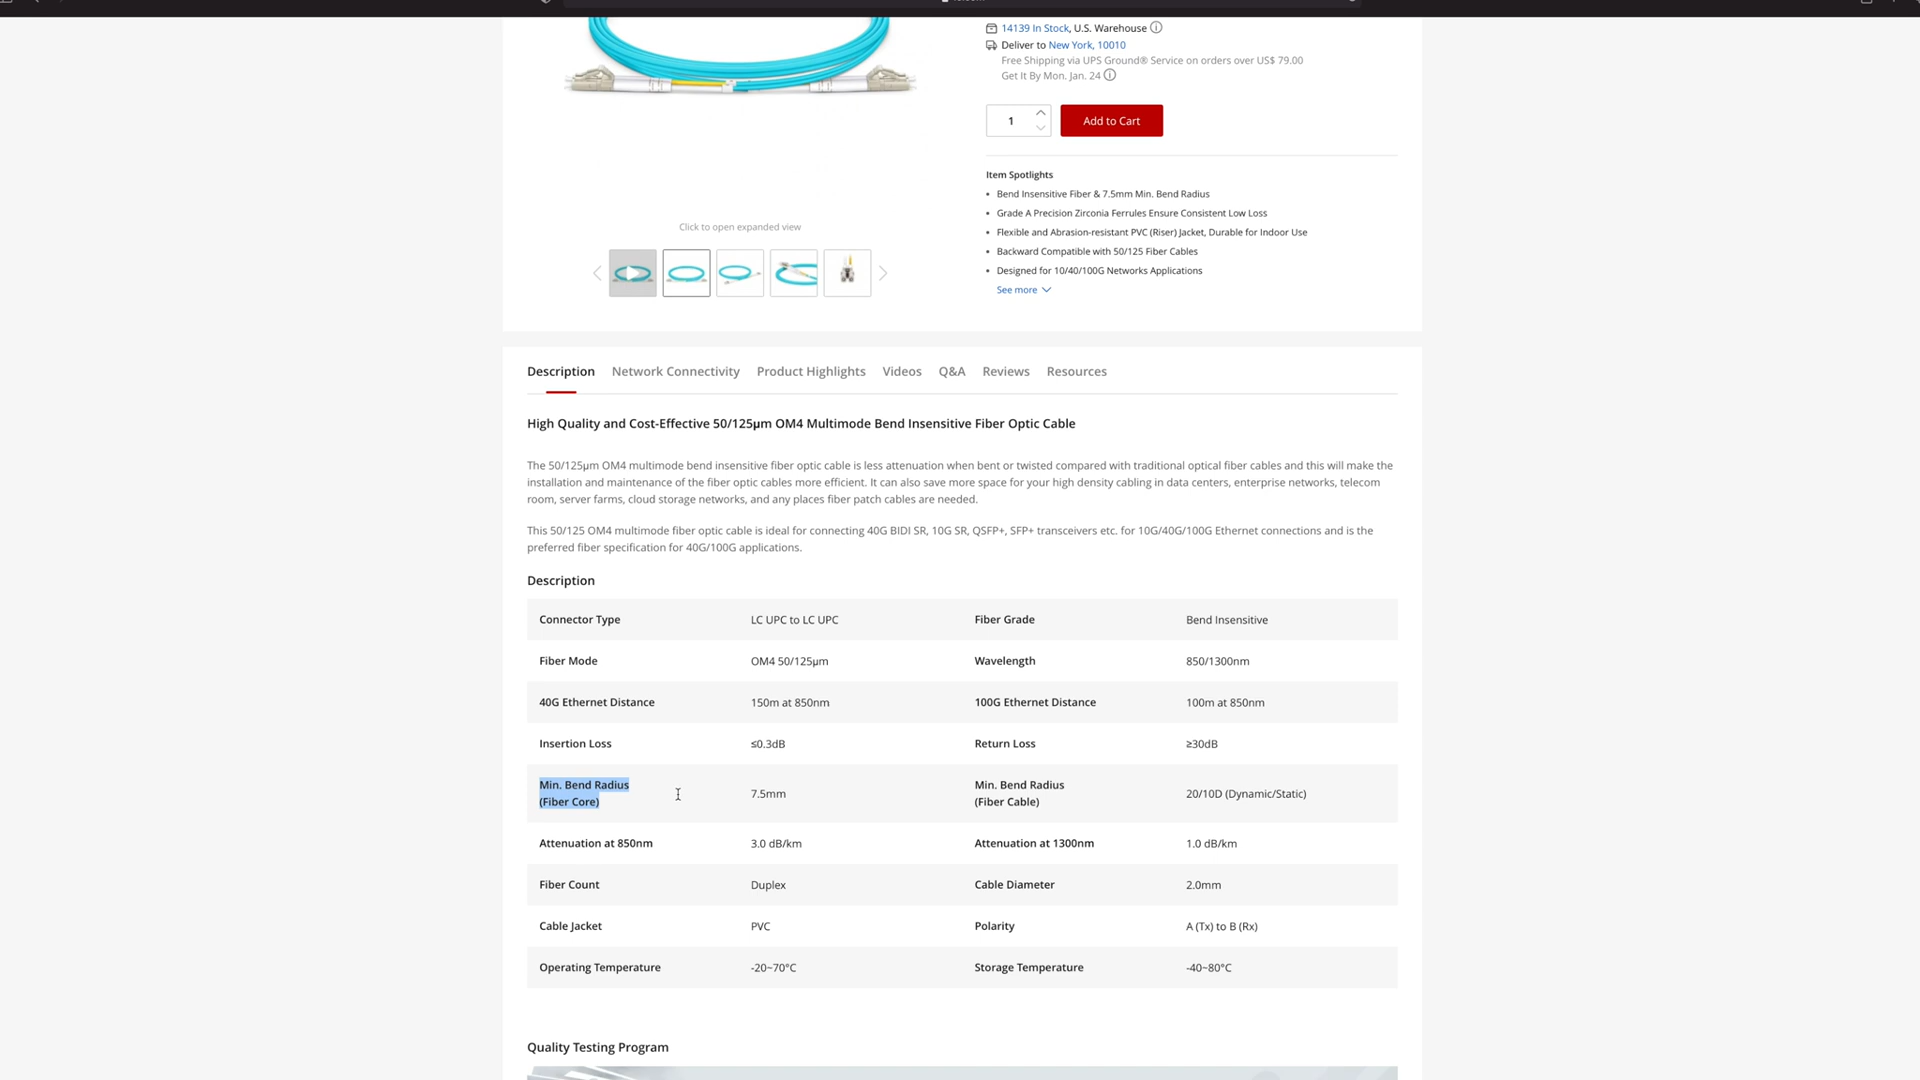 14139 In Stock, U.S. Warehouse
Deliver to New York, 10010
Free Shipping via UPS Ground® Service on orders over US$ 79.00
Get It By Mon. Jan. 24
1
Add to Cart
Item Spotlights
Bend Insensitive Fiber & 7.5mm Min. Bend Radius
Grade A Precision Zirconia Ferrules Ensure Consistent Low Loss
Flexible and Abrasion-resistant PVC (Riser) Jacket, Durable for Indoor Use
Backward Compatible with 50/125 Fiber Cables
Designed for 10/40/100G Networks Applications
See more
Click to open expanded view
Description Network Connectivity Product Highlights Videos Q&A Reviews Resources
High Quality and Cost-Effective 50/125μm OM4 Multimode Bend Insensitive Fiber Optic Cable
The 50/125μm OM4 multimode bend insensitive fiber optic cable is less attenuation when bent or twisted compared with traditional optical fiber cables and this will make the
installation and maintenance of the fiber optic cables more efficient. It can also save more space for your high density cabling in data centers, enterprise networks, telecom
room, server farms, cloud storage networks, and any places fiber patch cables are needed.
This 50/125 OM4 multimode fiber optic cable is ideal for connecting 40G BIDI SR, 10G SR, QSFP+, SFP+ transceivers etc. for 10G/40G/100G Ethernet connections and is the
preferred fiber specification for 40G/100G applications.
Description
Connector Type LC UPC to LC UPC Fiber Grade Bend Insensitive
Fiber Mode OM4 50/125μm Wavelength 850/1300nm
40G Ethernet Distance 150m at 850nm 100G Ethernet Distance 100m at 850nm
Insertion Loss ≤0.3dB Return Loss ≥30dB
Min. Bend Radius
(Fiber Core) 7.5mm Min. Bend Radius
(Fiber Cable) 20/10D (Dynamic/Static)
Attenuation at 850nm 3.0 dB/km Attenuation at 1300nm 1.0 dB/km
Fiber Count Duplex Cable Diameter 2.0mm
Cable Jacket PVC Polarity A (Tx) to B (Rx)
Operating Temperature -20~70°C Storage Temperature -40~80°C
Quality Testing Program